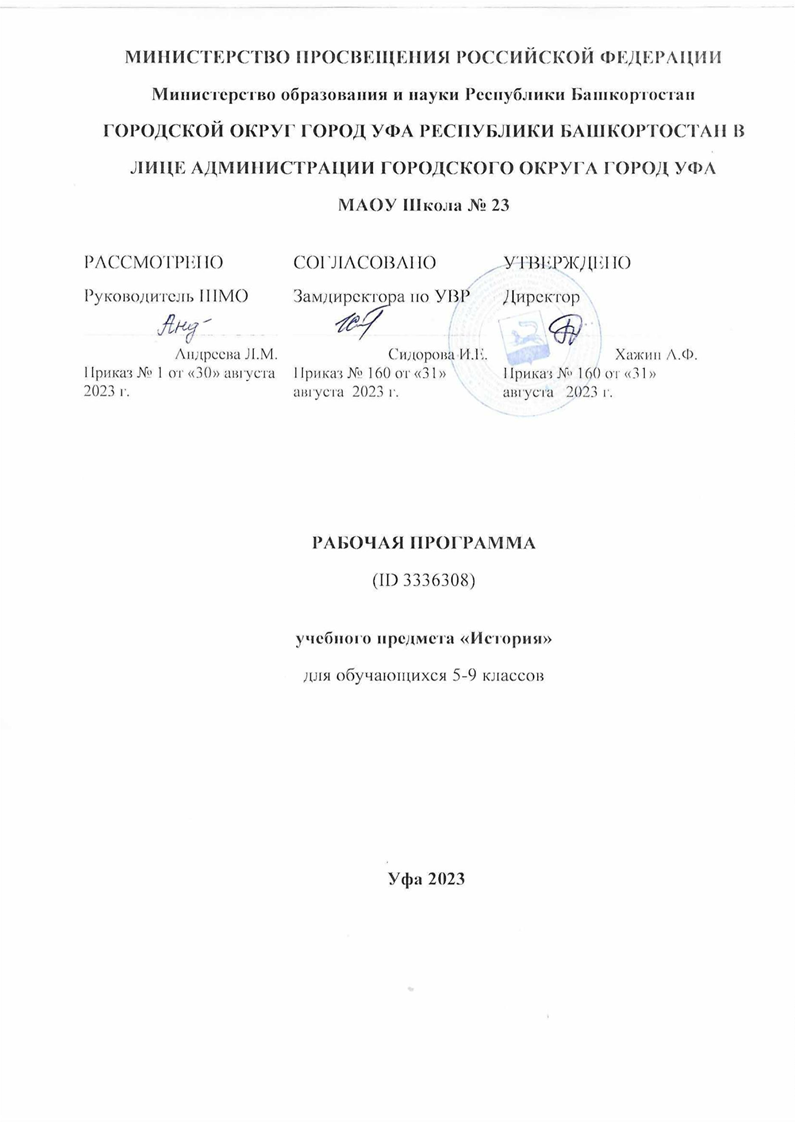 МИНИСТЕРСТВО ПРОСВЕЩЕНИЯ РОССИЙСКОЙ ФЕДЕРАЦИИ
Министерство образования и науки Республики Башкортостан
ГОРОДСКОЙ ОКРУГ ГОРОД УФА РЕСПУБЛИКИ БАШКОРТОСТАН В
ЛИЦЕ АДМИНИСТРАЦИИ ГОРОДСКОГО ОКРУГА ГОРОД УФА
МАОУ Школа № 23
РАССМОТРЕНО
Руководитель ШМО
Андреева Л.М.
Приказ № 1 от «30» августа
2023 г.
СОГЛАСОВАНО
Замдиректора по УВР
Сидорова И.Е.
Приказ № 160 от «31»
августа 2023 г.
УТВЕРЖДЕНО
Директор
Хажин А.Ф.
Приказ № 160 от «31»
августа 2023 г.
РАБОЧАЯ ПРОГРАММА
(ID 3336308)
учебного предмета «История»
для обучающихся 5-9 классов
Уфа 2023